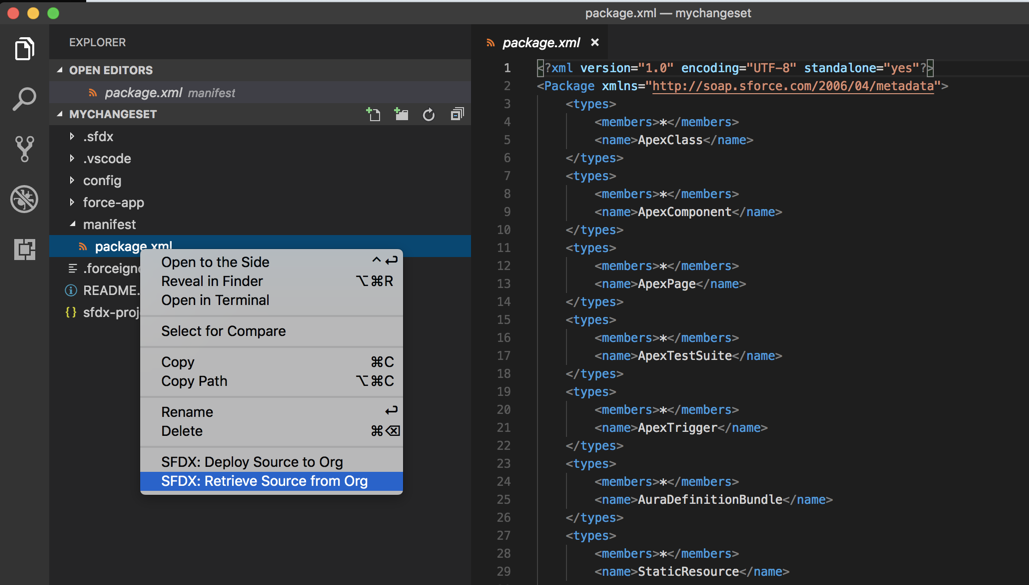 package.xml — mychangeset
EXPLORER
OPEN EDITORS
package.xml manifest
MYCHANGESET
.sfdx
.vscode
config
force-app
manifest
package.xml
.forceigno
README.
sfdx-proj
Open to the Side ^↩
Reveal in Finder ⌥⌘R
Open in Terminal
Select for Compare
Copy ⌘C
Copy Path ⌥⌘C
Rename ↩
Delete ⌘⌫
SFDX: Deploy Source to Org
SFDX: Retrieve Source from Org
package.xml ×
1 <?xml version="1.0" encoding="UTF-8" standalone="yes"?>
2 <Package xmlns="http://soap.sforce.com/2006/04/metadata">
3 <types>
4 <members>*</members>
5 <name>ApexClass</name>
6 </types>
7 <types>
8 <members>*</members>
9 <name>ApexComponent</name>
10 </types>
11 <types>
12 <members>*</members>
13 <name>ApexPage</name>
14 </types>
15 <types>
16 <members>*</members>
17 <name>ApexTestSuite</name>
18 </types>
19 <types>
20 <members>*</members>
21 <name>ApexTrigger</name>
22 </types>
23 <types>
24 <members>*</members>
25 <name>AuraDefinitionBundle</name>
26 </types>
27 <types>
28 <members>*</members>
29 <name>StaticResource</name>